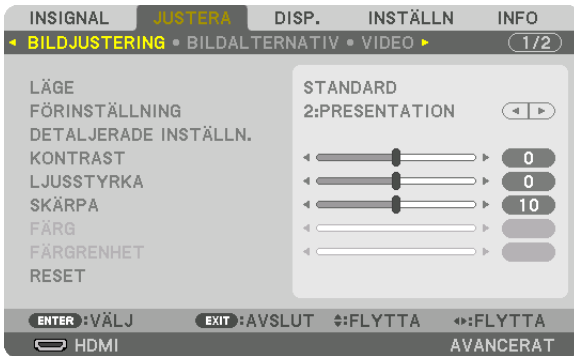 INSIGNAL JUSTERA DISP. INSTÄLLN INFO
◂ BILDJUSTERING • BILDALTERNATIV • VIDEO ▸ 1/2
LÄGE STANDARD
FÖRINSTÄLLNING 2:PRESENTATION ◂ ▸
DETALJERADE INSTÄLLN.
KONTRAST 0
LJUSSTYRKA 0
SKÄRPA 10
FÄRG
FÄRGRENHET
RESET
ENTER:VÄLJ EXIT:AVSLUT :FLYTTA :FLYTTA
HDMI AVANCERAT